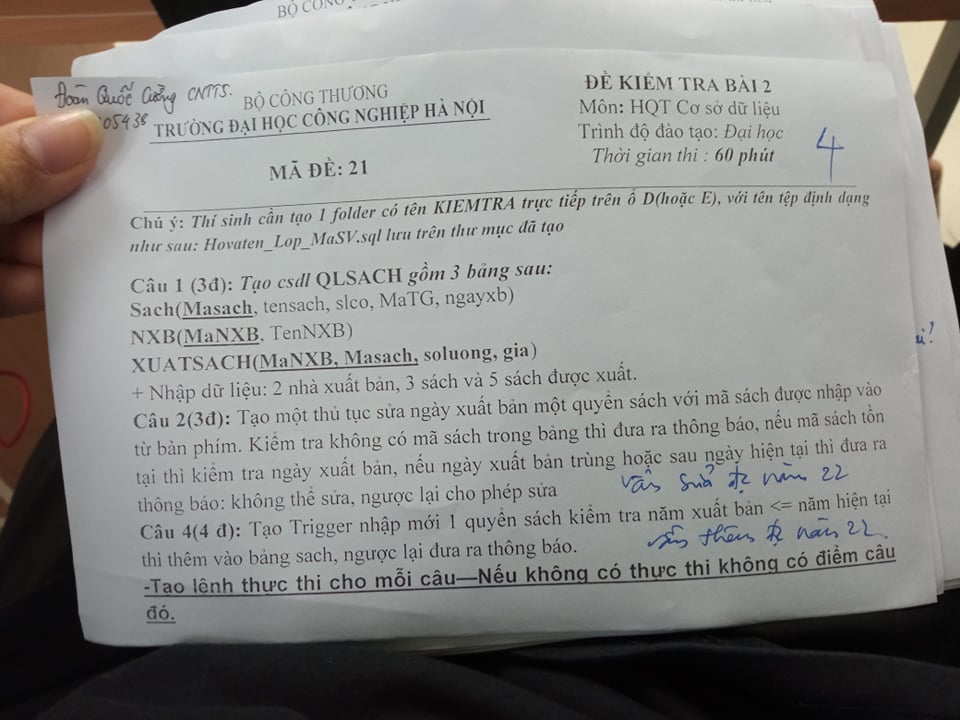 BỘ CÔNG
Đoàn Quốc Cường CNTT5.
05438
BỘ CÔNG THƯƠNG
TRƯỜNG ĐẠI HỌC CÔNG NGHIỆP HÀ NỘI
MÃ ĐỀ: 21
ĐỀ KIỂM TRA BÀI 2
Môn: HQT Cơ sở dữ liệu
Trình độ đào tạo: Đại học
Thời gian thi : 60 phút
4
Chú ý: Thí sinh cần tạo 1 folder có tên KIEMTRA trực tiếp trên ổ D(hoặc E), với tên tệp định dạng
như sau: Hovaten_Lop_MaSV.sql lưu trên thư mục đã tạo
Câu 1 (3đ): Tạo csdl QLSACH gồm 3 bảng sau:
Sach(Masach, tensach, slco, MaTG, ngayxb)
NXB(MaNXB, TenNXB)
XUATSACH(MaNXB, Masach, soluong, gia)
+ Nhập dữ liệu: 2 nhà xuất bản, 3 sách và 5 sách được xuất.
Câu 2(3đ): Tạo một thủ tục sửa ngày xuất bản một quyển sách với mã sách được nhập vào
từ bàn phím. Kiểm tra không có mã sách trong bảng thì đưa ra thông báo, nếu mã sách tồn
tại thì kiểm tra ngày xuất bản, nếu ngày xuất bản trùng hoặc sau ngày hiện tại thì đưa ra
thông báo: không thể sửa, ngược lại cho phép sửa
vẫn sửa đc năm 22
Câu 4(4 đ): Tạo Trigger nhập mới 1 quyển sách kiểm tra năm xuất bản <= năm hiện tại
thì thêm vào bảng sach, ngược lại đưa ra thông báo.
vẫn thêm đc năm 22
-Tạo lệnh thực thi cho mỗi câu—Nếu không có thực thi không có điểm câu
đó.